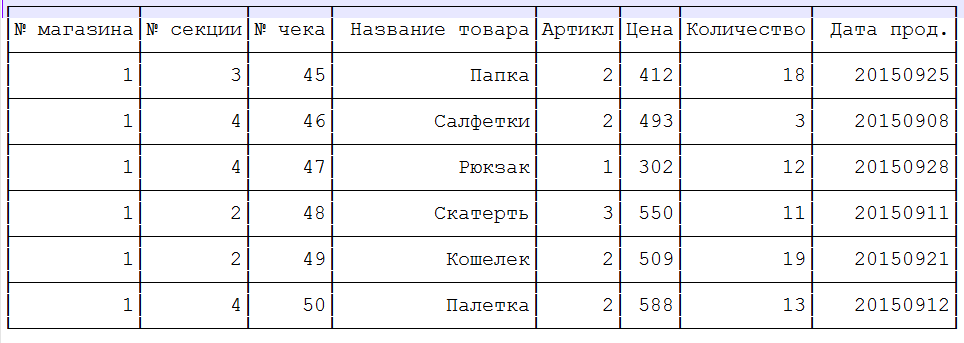 № магазина № секции № чека Название товара Артикл Цена Количество Дата прод.
1 3 45 Папка 2 412 18 20150925
1 4 46 Салфетки 2 493 3 20150908
1 4 47 Рюкзак 1 302 12 20150928
1 2 48 Скатерть 3 550 11 20150911
1 2 49 Кошелек 2 509 19 20150921
1 4 50 Палетка 2 588 13 20150912